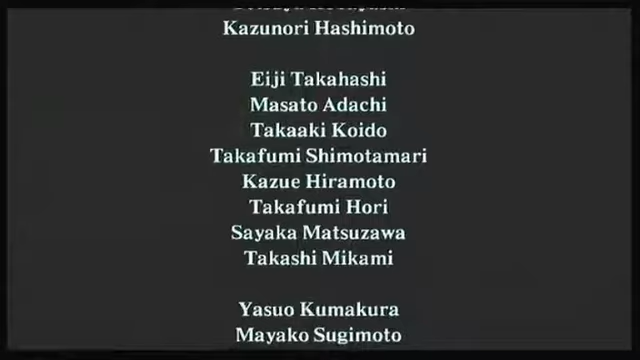 Kazunori Hashimoto
Eiji Takahashi
Masato Adachi
Takaaki Koido
Takafumi Shimotamari
Kazue Hiramoto
Takafumi Hori
Sayaka Matsuzawa
Takashi Mikami
Yasuo Kumakura
Mayako Sugimoto